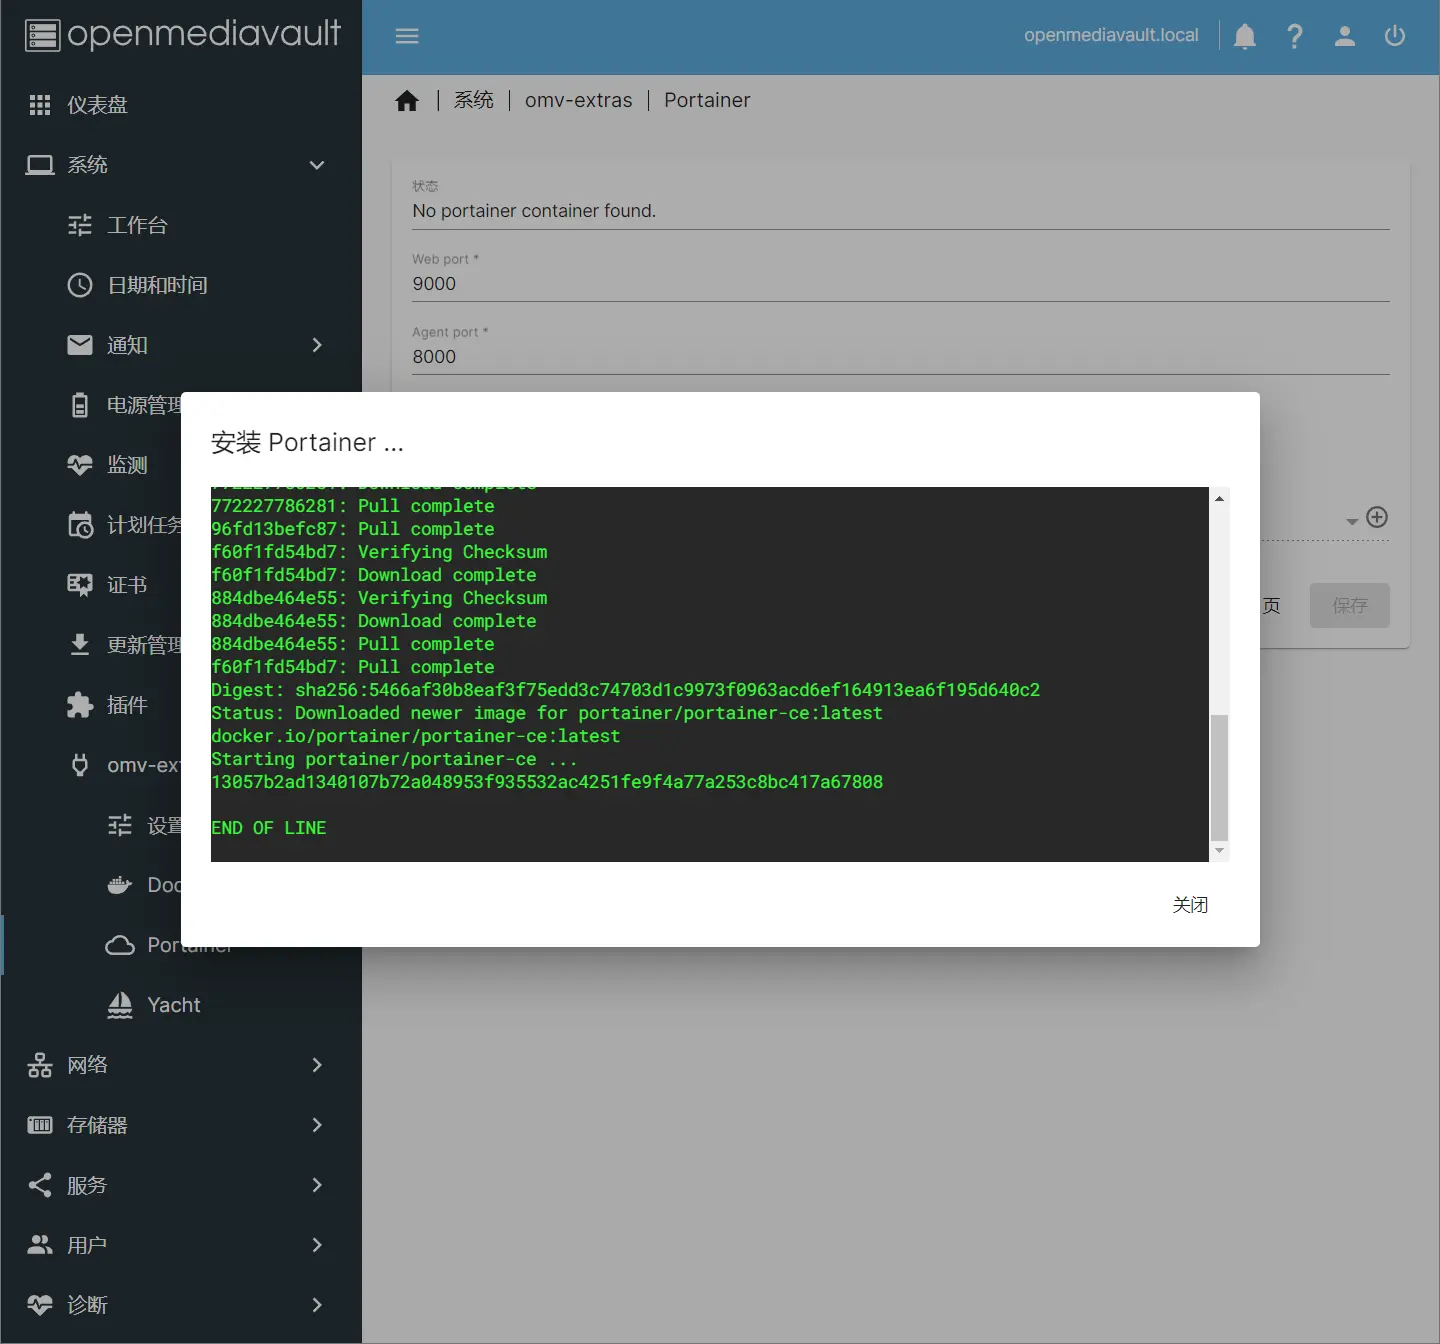 openmediavault
openmediavault.local
仪表盘
系统
工作台
日期和时间
通知
电源管理
监测
计划任务
证书
更新管理
插件
omv-ext
设置
Doc
Portainer
Yacht
网络
存储器
服务
用户
诊断
系统 | omv-extras | Portainer
状态
No portainer container found.
Web port *
9000
Agent port *
8000
页
保存
安装 Portainer ...
772227786281: Download complete
772227786281: Pull complete
96fd13befc87: Pull complete
f60f1fd54bd7: Verifying Checksum
f60f1fd54bd7: Download complete
884dbe464e55: Verifying Checksum
884dbe464e55: Download complete
884dbe464e55: Pull complete
f60f1fd54bd7: Pull complete
Digest: sha256:5466af30b8eaf3f75edd3c74703d1c9973f0963acd6ef164913ea6f195d640c2
Status: Downloaded newer image for portainer/portainer-ce:latest
docker.io/portainer/portainer-ce:latest
Starting portainer/portainer-ce ...
13057b2ad1340107b72a048953f935532ac4251fe9f4a77a253c8bc417a67808
END OF LINE
关闭